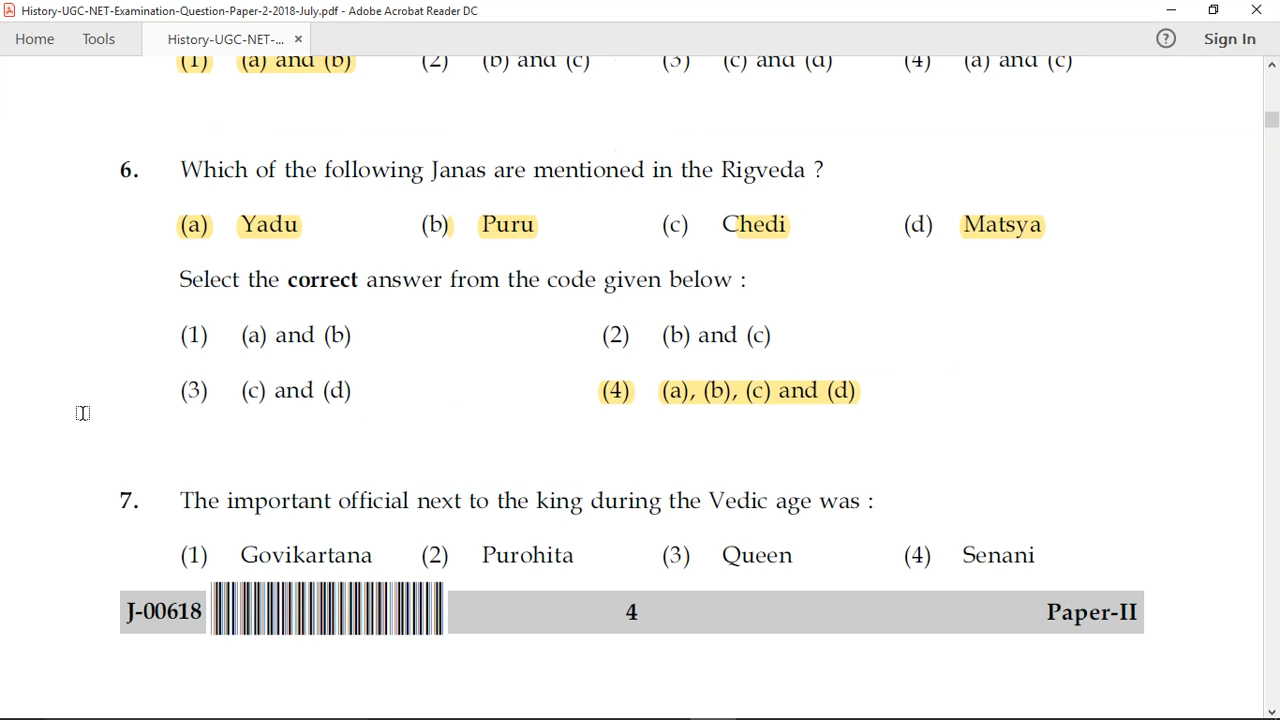 History-UGC-NET-Examination-Question-Paper-2-2018-July.pdf - Adobe Acrobat Reader DC
Home Tools History-UGC-NET-... × ? Sign In
(1) (a) and (b) (2) (b) and (c) (3) (c) and (d) (4) (a) and (c)
6. Which of the following Janas are mentioned in the Rigveda ?
(a) Yadu (b) Puru (c) Chedi (d) Matsya
Select the correct answer from the code given below :
(1) (a) and (b) (2) (b) and (c)
(3) (c) and (d) (4) (a), (b), (c) and (d)
7. The important official next to the king during the Vedic age was :
(1) Govikartana (2) Purohita (3) Queen (4) Senani
J-00618 4 Paper-II